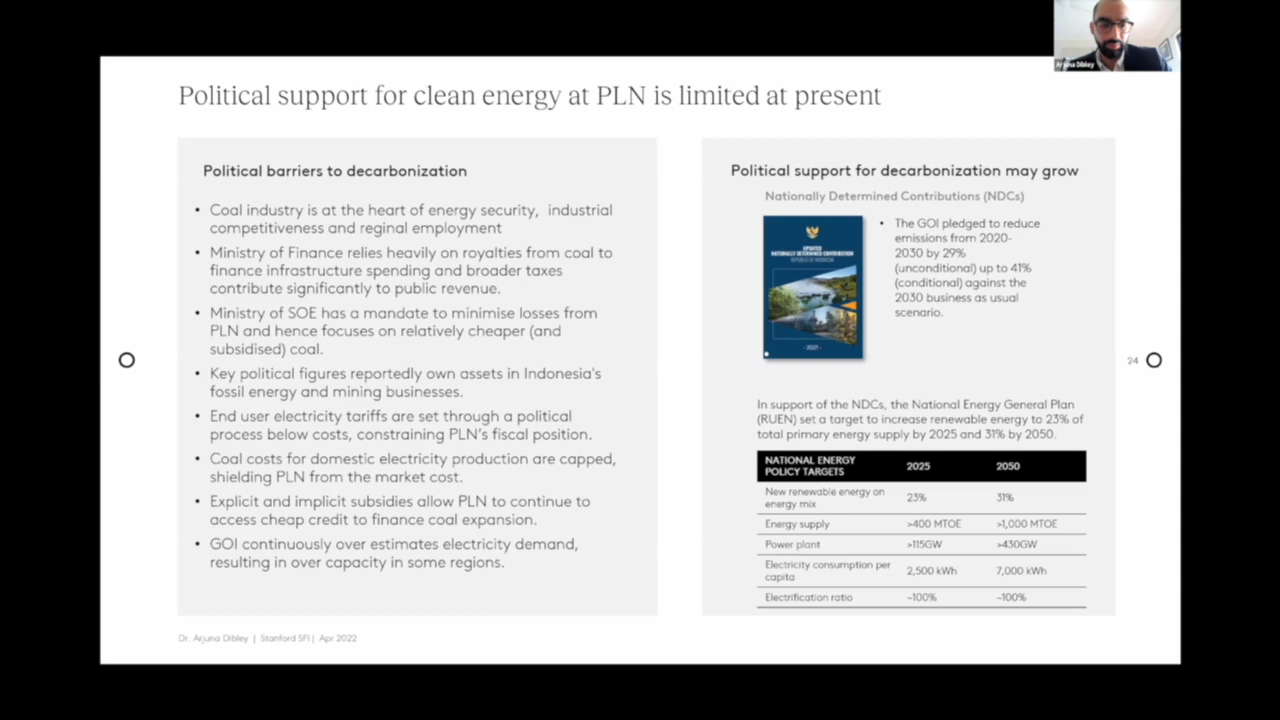 Arjuna Dibley
Political support for clean energy at PLN is limited at present
Political barriers to decarbonization
• Coal industry is at the heart of energy security, industrial
competitiveness and reginal employment
• Ministry of Finance relies heavily on royalties from coal to
finance infrastructure spending and broader taxes
contribute significantly to public revenue.
• Ministry of SOE has a mandate to minimise losses from
PLN and hence focuses on relatively cheaper (and
subsidised) coal.
• Key political figures reportedly own assets in Indonesia's
fossil energy and mining businesses.
• End user electricity tariffs are set through a political
process below costs, constraining PLN's fiscal position.
• Coal costs for domestic electricity production are capped,
shielding PLN from the market cost.
• Explicit and implicit subsidies allow PLN to continue to
access cheap credit to finance coal expansion.
• GOI continuously over estimates electricity demand,
resulting in over capacity in some regions.
Political support for decarbonization may grow
Nationally Determined Contributions (NDCs)
UPDATED
NATIONALLY DETERMINED CONTRIBUTION
REPUBLIC OF INDONESIA
- 2021 -
• The GOI pledged to reduce
emissions from 2020-
2030 by 29%
(unconditional) up to 41%
(conditional) against the
2030 business as usual
scenario.
In support of the NDCs, the National Energy General Plan
(RUEN) set a target to increase renewable energy to 23% of
total primary energy supply by 2025 and 31% by 2050.
NATIONAL ENERGY
POLICY TARGETS 2025 2050
New renewable energy on
energy mix 23% 31%
Energy supply >400 MTOE >1,000 MTOE
Power plant >115GW >430GW
Electricity consumption per
capita 2,500 kWh 7,000 kWh
Electrification ratio ~100% ~100%
24
Dr. Arjuna Dibley | Stanford SFI | Apr 2022